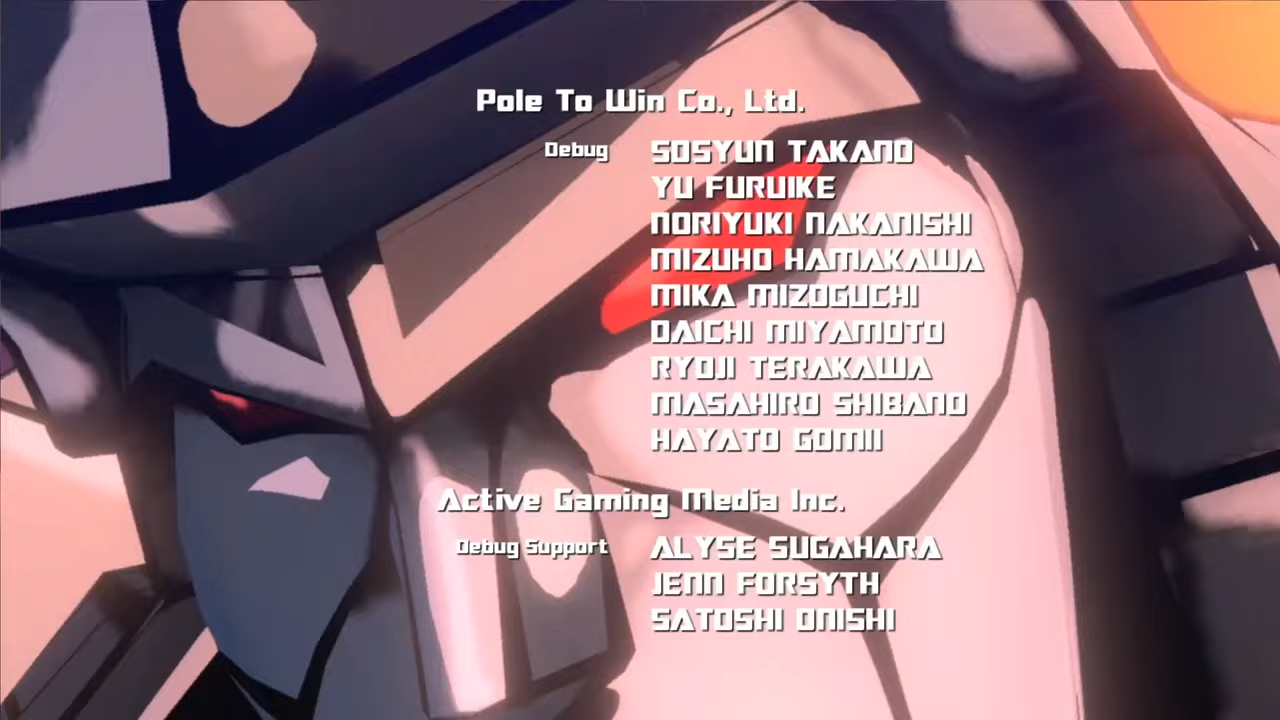 Pole To Win Co., Ltd.
Debug SOSYUN TAKANO
YU FURUIKE
NORIYUKI NAKANISHI
MIZUHO HAMAKAWA
MIKA MIZOGUCHI
DAICHI MIYAMOTO
RYOJI TERAKAWA
MASAHIRO SHIBANO
HAYATO GOMII
Active Gaming Media Inc.
Debug Support ALYSE SUGAHARA
JENN FORSYTH
SATOSHI ONISHI